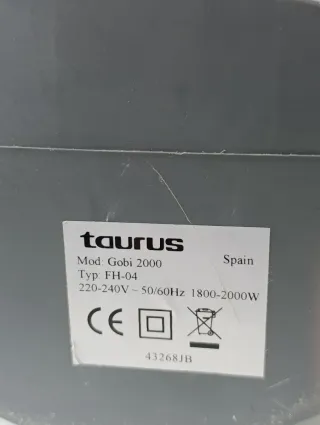 taurus
Mod: Gobi 2000 Spain
Typ: FH-04
220-240V ~ 50/60Hz 1800-2000W
CE
43268JB